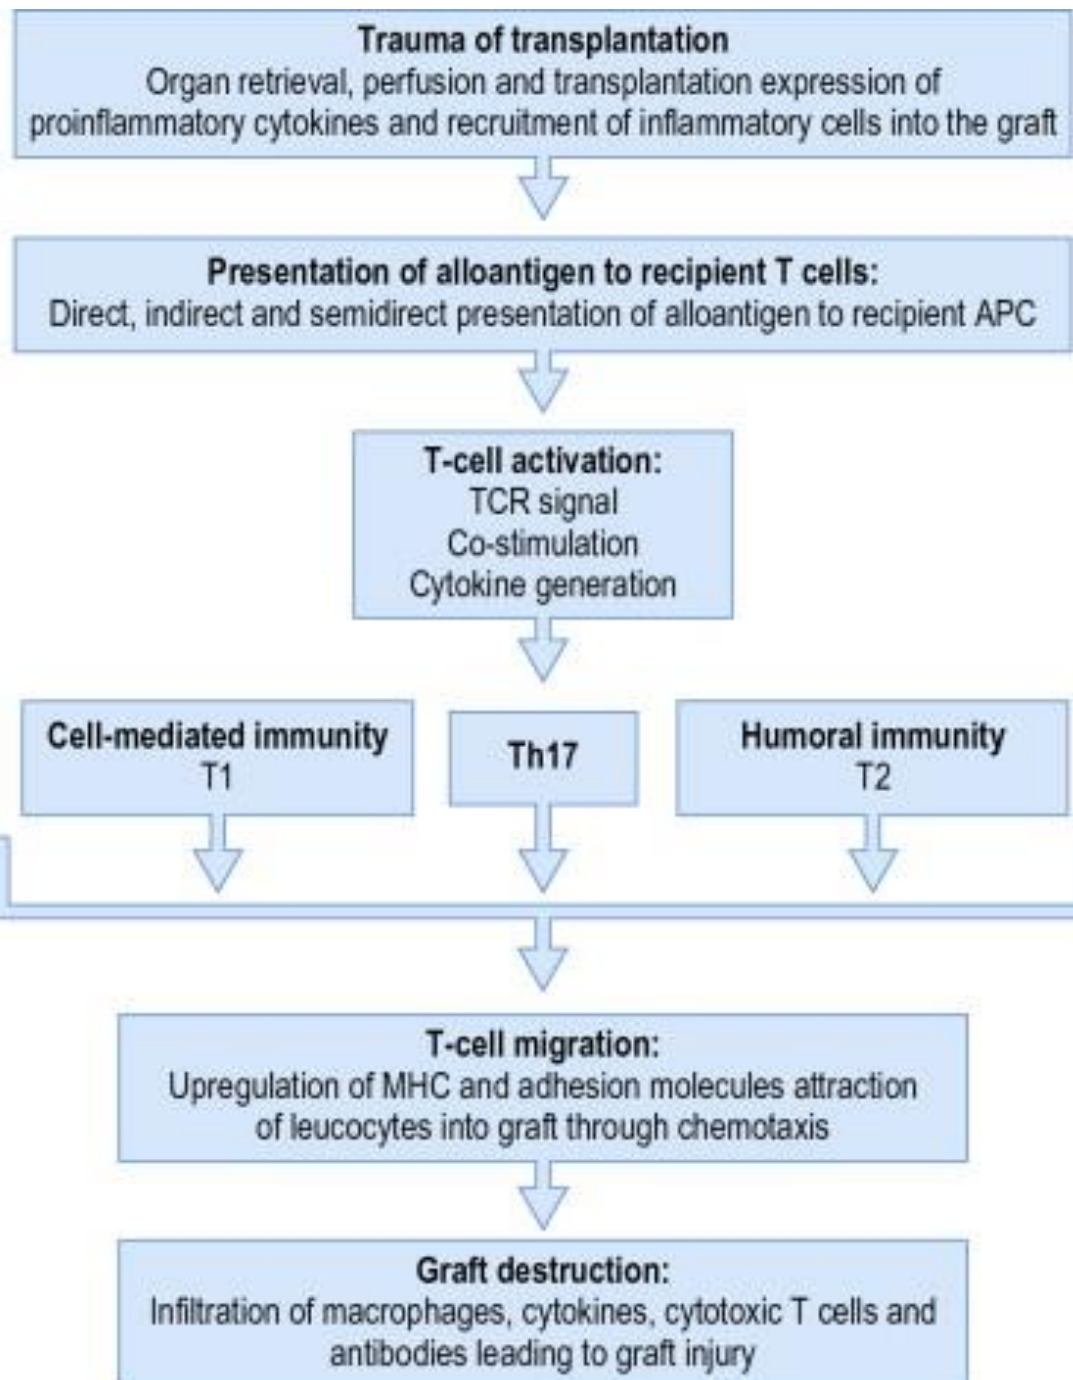 Trauma of transplantation
Organ retrieval, perfusion and transplantation expression of
proinflammatory cytokines and recruitment of inflammatory cells into the graft
Presentation of alloantigen to recipient T cells:
Direct, indirect and semidirect presentation of alloantigen to recipient APC
T-cell activation:
TCR signal
Co-stimulation
Cytokine generation
Cell-mediated immunity
T1
Th17
Humoral immunity
T2
T-cell migration:
Upregulation of MHC and adhesion molecules attraction
of leucocytes into graft through chemotaxis
Graft destruction:
Infiltration of macrophages, cytokines, cytotoxic T cells and
antibodies leading to graft injury